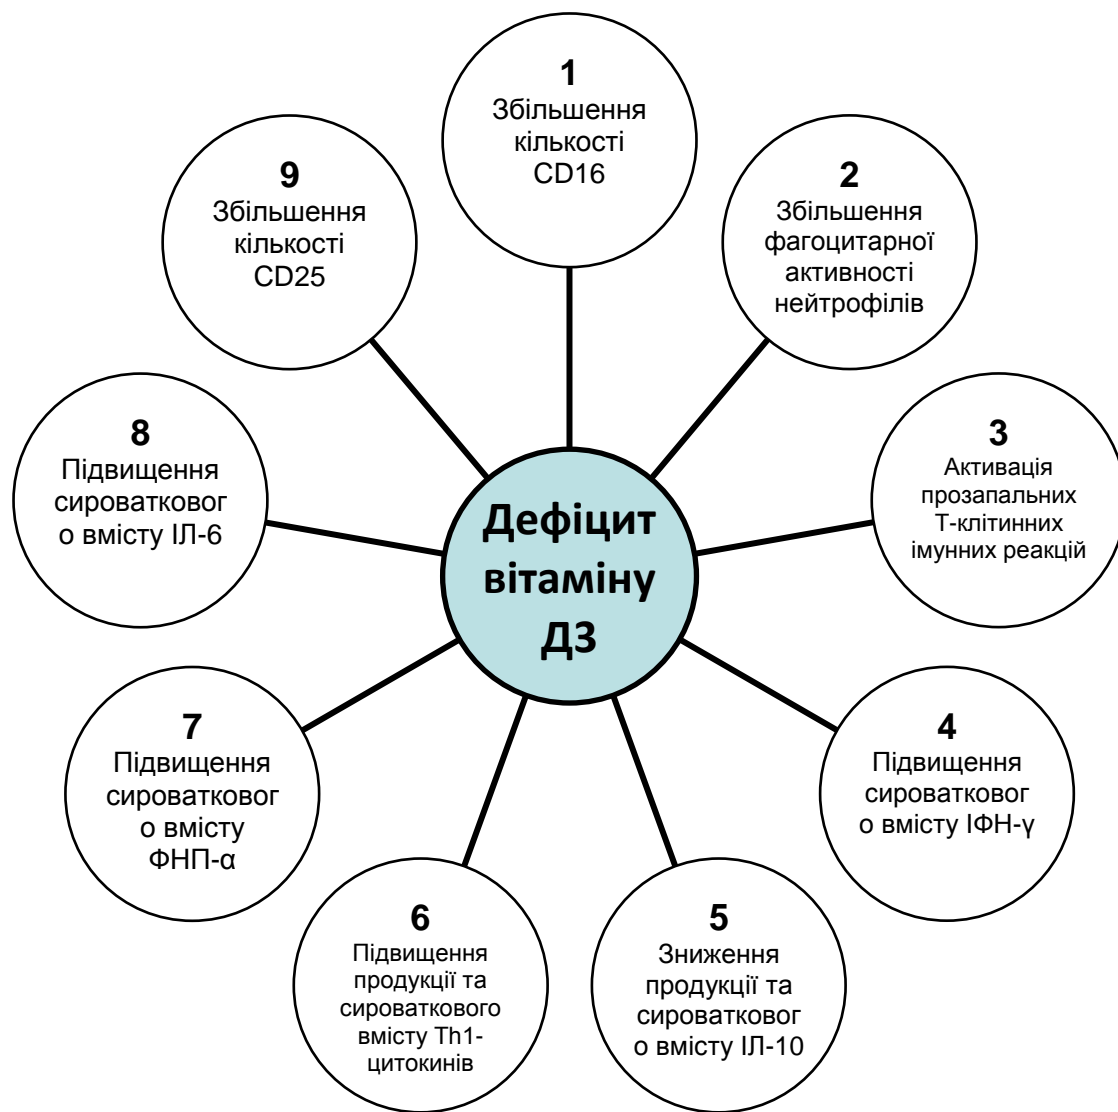 1
Збільшення
кількості
CD16
2
Збільшення
фагоцитарної
активності
нейтрофілів
3
Активація
прозапальних
Т-клітинних
імунних реакцій
4
Підвищення
сироватковог
о вмісту ІФН-γ
5
Зниження
продукції та
сироватковог
о вмісту ІЛ-10
6
Підвищення
продукції та
сироваткового
вмісту Th1-
цитокинів
7
Підвищення
сироватковог
о вмісту
ФНП-α
8
Підвищення
сироватковог
о вмісту ІЛ-6
9
Збільшення
кількості
CD25
Дефіцит
вітаміну
Д3